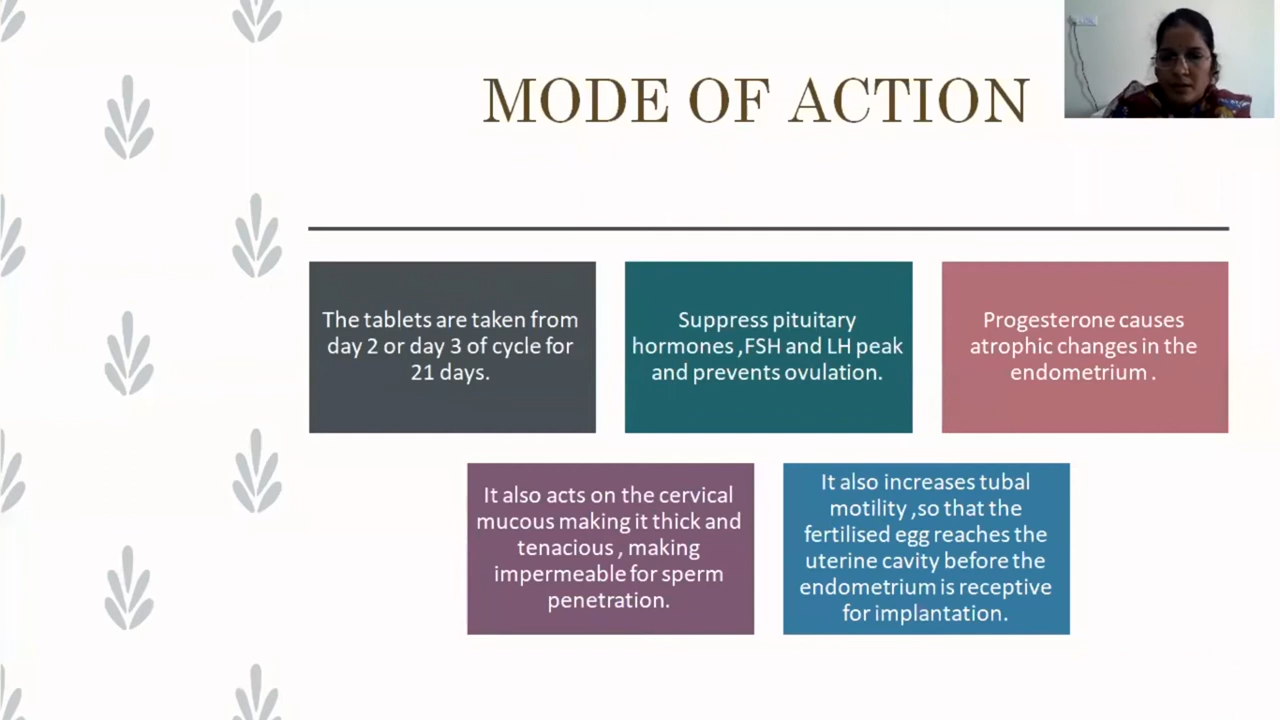 MODE OF ACTION
The tablets are taken from
day 2 or day 3 of cycle for
21 days.
Suppress pituitary
hormones ,FSH and LH peak
and prevents ovulation.
Progesterone causes
atrophic changes in the
endometrium .
It also acts on the cervical
mucous making it thick and
tenacious , making
impermeable for sperm
penetration.
It also increases tubal
motility ,so that the
fertilised egg reaches the
uterine cavity before the
endometrium is receptive
for implantation.